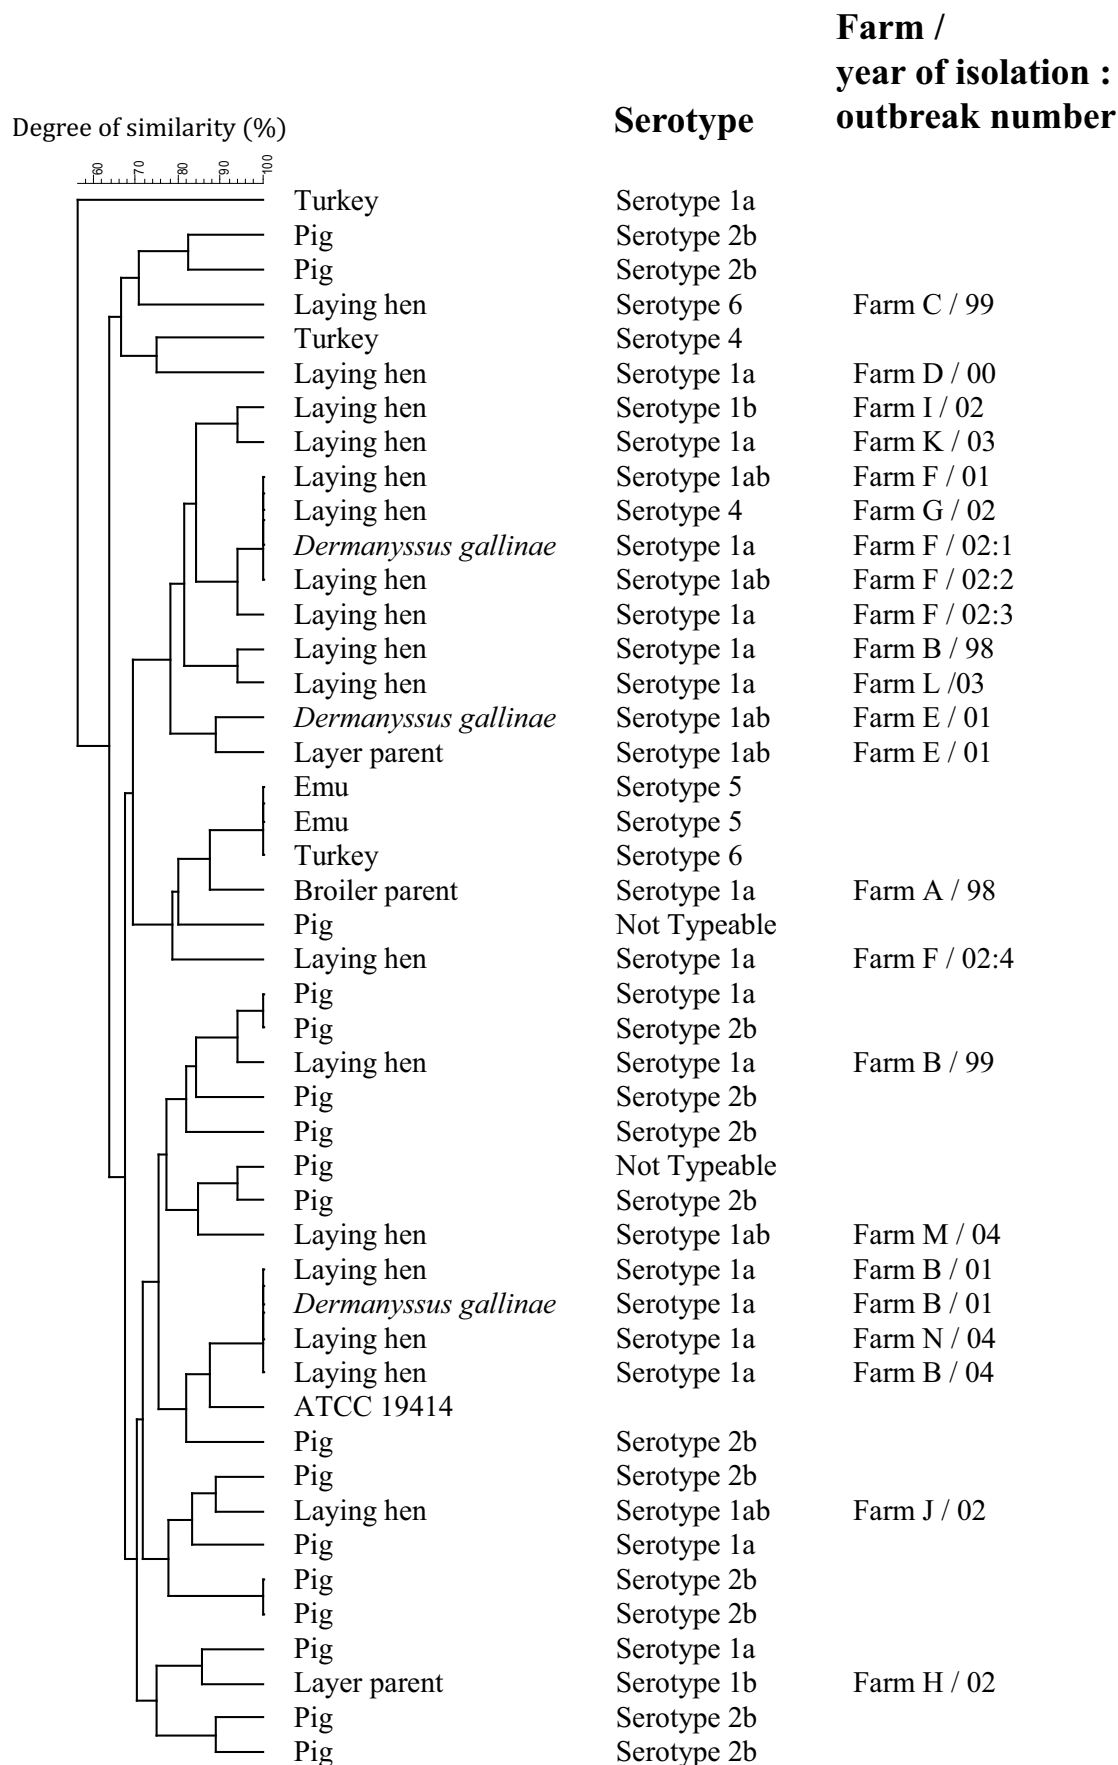 Farm /
year of isolation :
Degree of similarity (%) Serotype outbreak number
60 70 80 90 100
Turkey Serotype 1a
Pig Serotype 2b
Pig Serotype 2b
Laying hen Serotype 6 Farm C / 99
Turkey Serotype 4
Laying hen Serotype 1a Farm D / 00
Laying hen Serotype 1b Farm I / 02
Laying hen Serotype 1a Farm K / 03
Laying hen Serotype 1ab Farm F / 01
Laying hen Serotype 4 Farm G / 02
Dermanyssus gallinae Serotype 1a Farm F / 02:1
Laying hen Serotype 1ab Farm F / 02:2
Laying hen Serotype 1a Farm F / 02:3
Laying hen Serotype 1a Farm B / 98
Laying hen Serotype 1a Farm L /03
Dermanyssus gallinae Serotype 1ab Farm E / 01
Layer parent Serotype 1ab Farm E / 01
Emu Serotype 5
Emu Serotype 5
Turkey Serotype 6
Broiler parent Serotype 1a Farm A / 98
Pig Not Typeable
Laying hen Serotype 1a Farm F / 02:4
Pig Serotype 1a
Pig Serotype 2b
Laying hen Serotype 1a Farm B / 99
Pig Serotype 2b
Pig Serotype 2b
Pig Not Typeable
Pig Serotype 2b
Laying hen Serotype 1ab Farm M / 04
Laying hen Serotype 1a Farm B / 01
Dermanyssus gallinae Serotype 1a Farm B / 01
Laying hen Serotype 1a Farm N / 04
Laying hen Serotype 1a Farm B / 04
ATCC 19414
Pig Serotype 2b
Pig Serotype 2b
Laying hen Serotype 1ab Farm J / 02
Pig Serotype 1a
Pig Serotype 2b
Pig Serotype 2b
Pig Serotype 1a
Layer parent Serotype 1b Farm H / 02
Pig Serotype 2b
Pig Serotype 2b